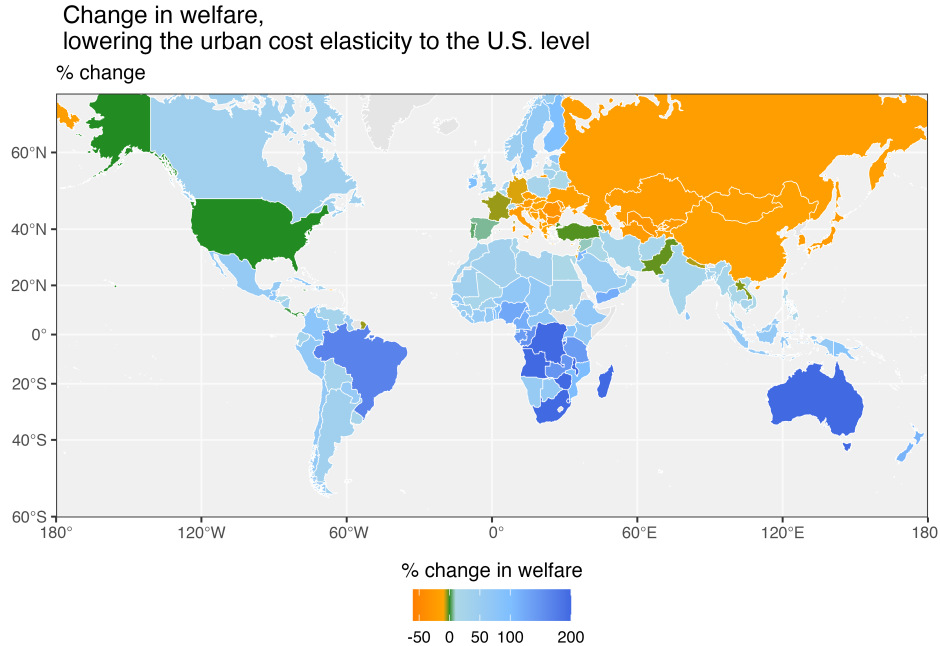 Change in welfare,
lowering the urban cost elasticity to the U.S. level
% change
60°N
40°N
20°N
0°
20°S
40°S
60°S
180°
120°W
60°W
0°
60°E
120°E
180
% change in welfare
-50 0 50 100 200